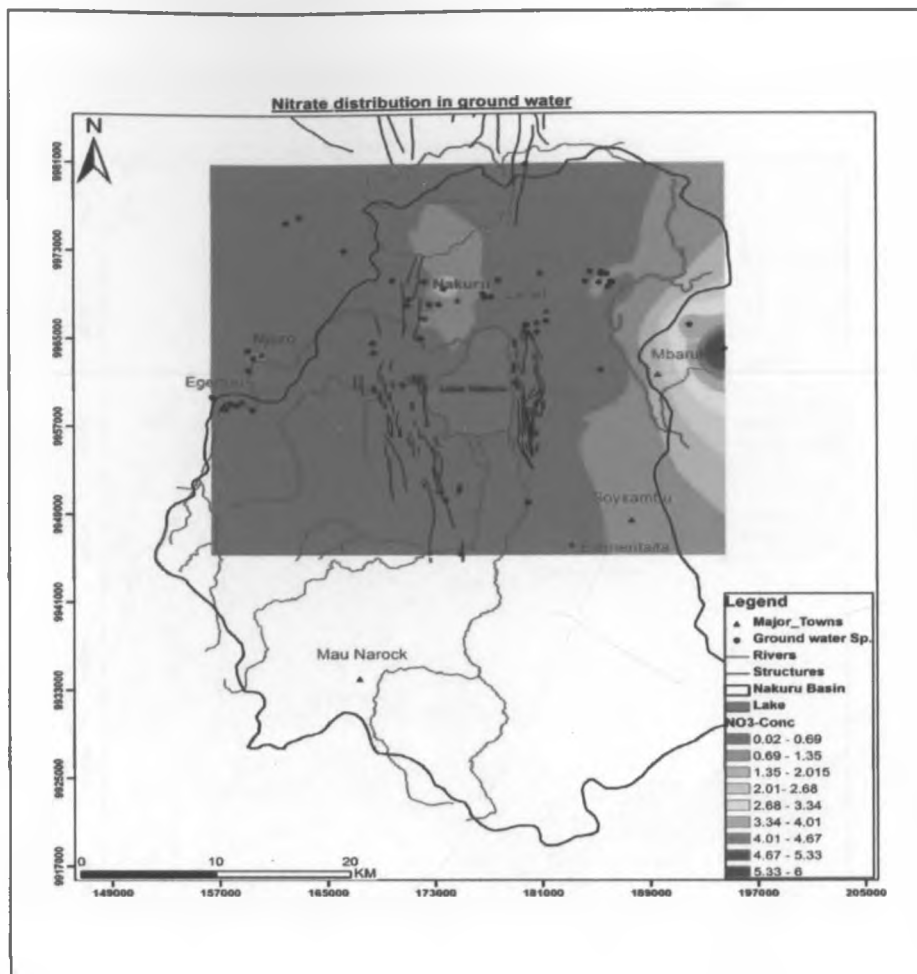 Nitrate distribution in ground water
N
9981000
9973000
9965000
9957000
9949000
9941000
9933000
9925000
9917000
Nakuru
Njoro
Mbaruk
Lake Nakuru
Soysambu
Elementaita
Mau Narock
Legend
Major_Towns
Ground water Sp.
Rivers
Structures
Nakuru Basin
Lake
NO3-Conc
0.02 - 0.69
0.69 - 1.35
1.35 - 2.015
2.01 - 2.68
2.68 - 3.34
3.34 - 4.01
4.01 - 4.67
4.67 - 5.33
5.33 - 6
0 10 20
KM
149000 157000 165000 173000 181000 189000 197000 205000